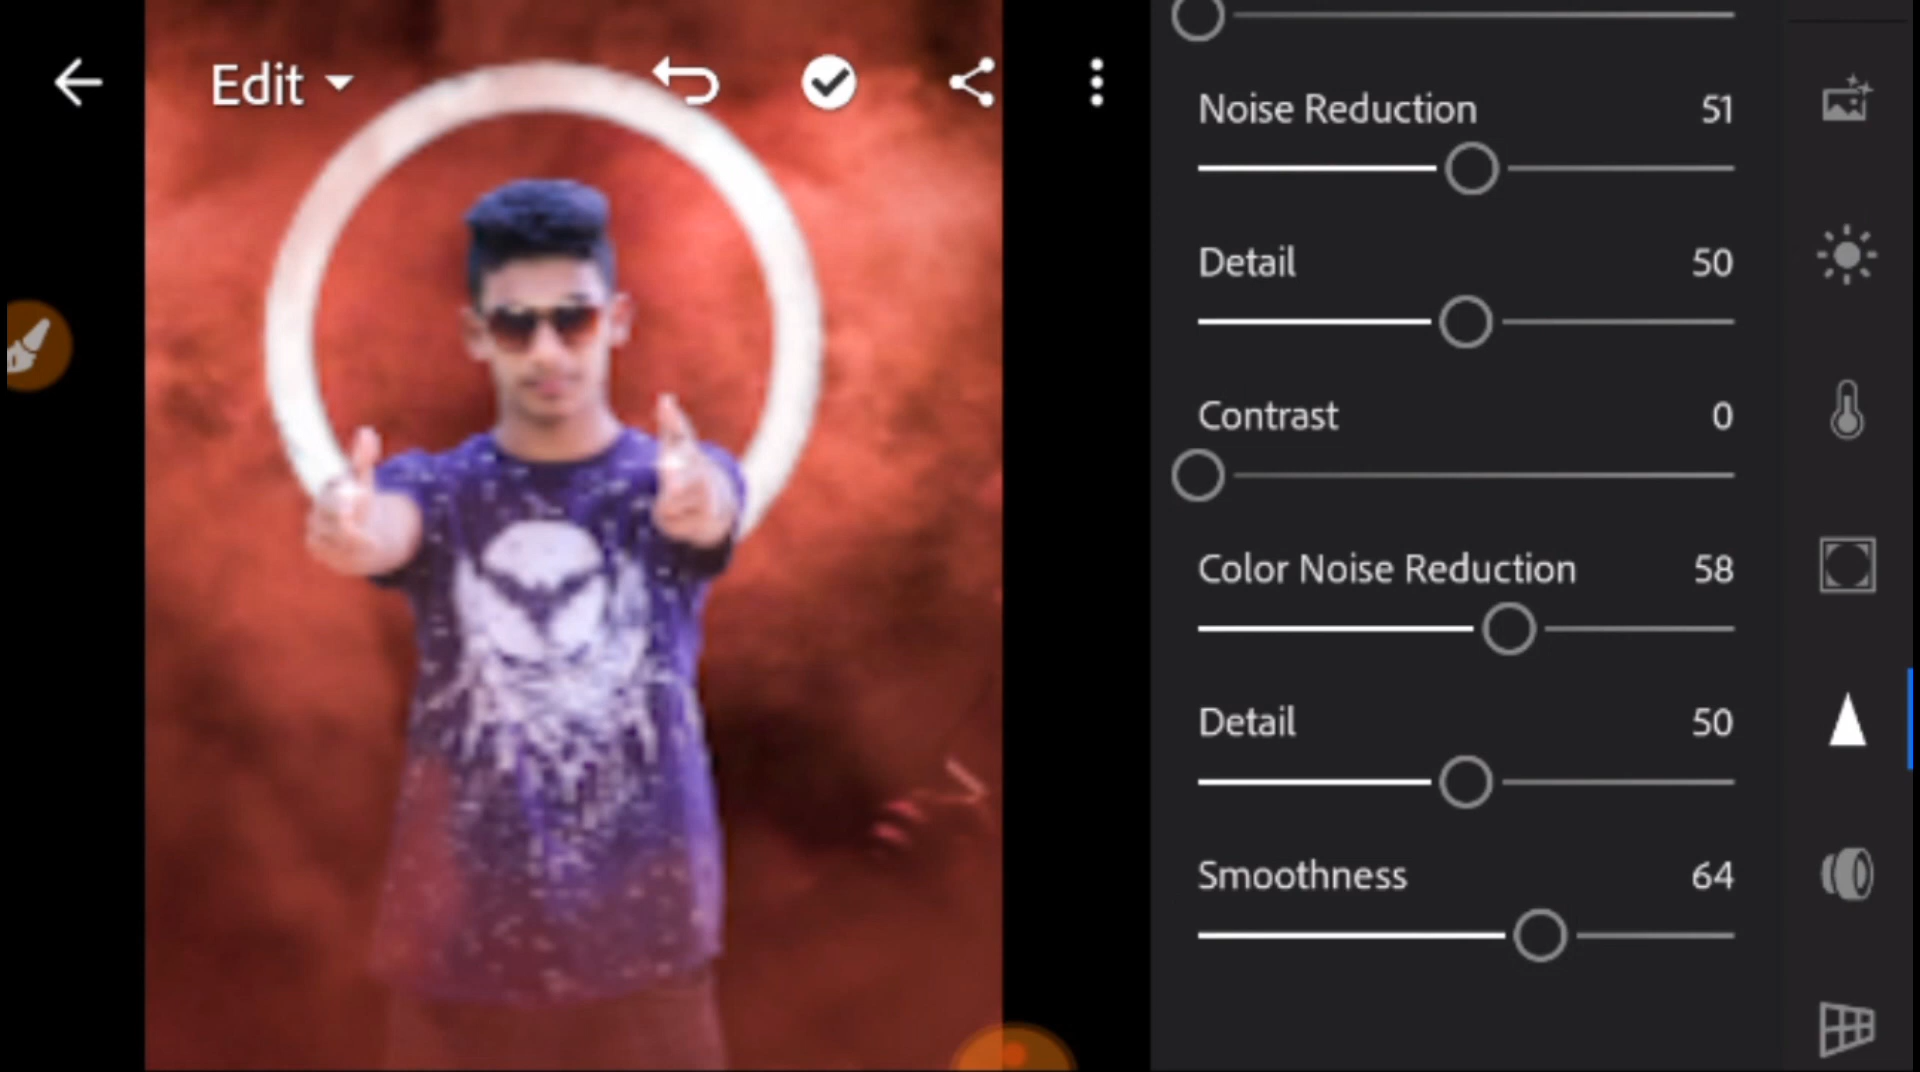 Edit
Noise Reduction 51
Detail 50
Contrast 0
Color Noise Reduction 58
Detail 50
Smoothness 64